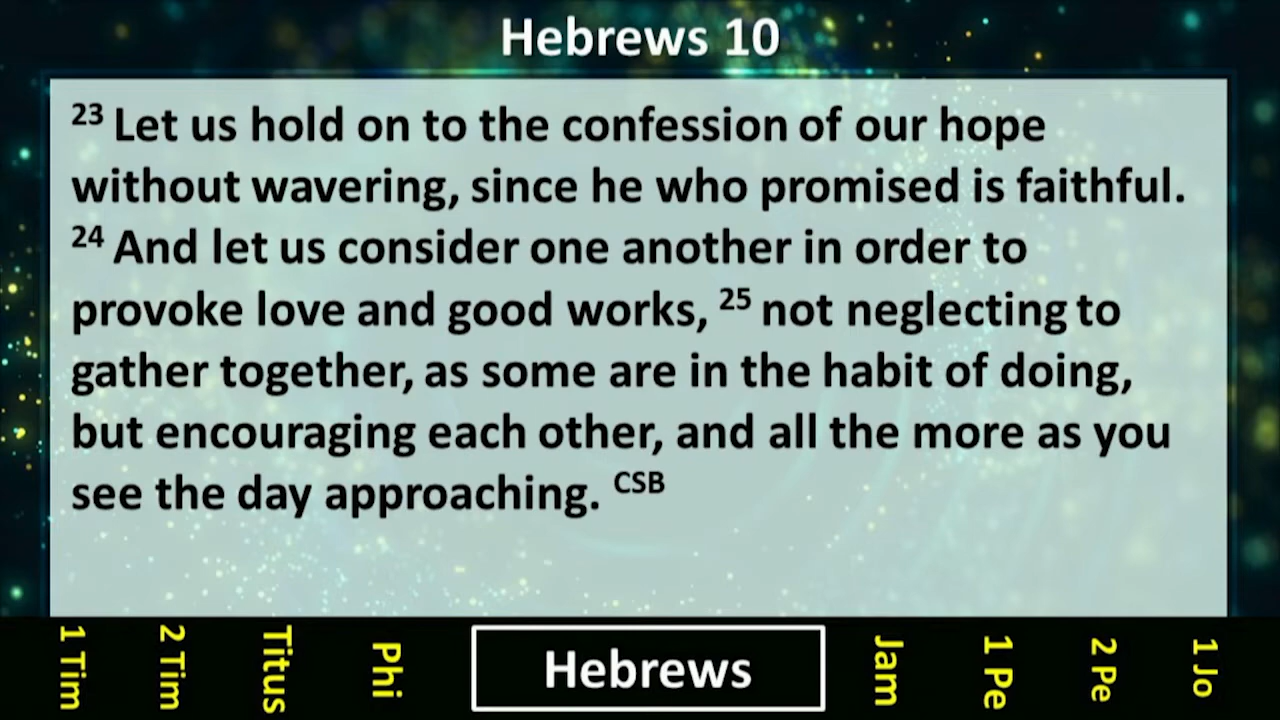 Hebrews 10
23 Let us hold on to the confession of our hope
without wavering, since he who promised is faithful.
24 And let us consider one another in order to
provoke love and good works, 25 not neglecting to
gather together, as some are in the habit of doing,
but encouraging each other, and all the more as you
see the day approaching. CSB
1 Tim
2 Tim
Titus
Phi
Hebrews
Jam
1 Pe
2 Pe
1 Jo